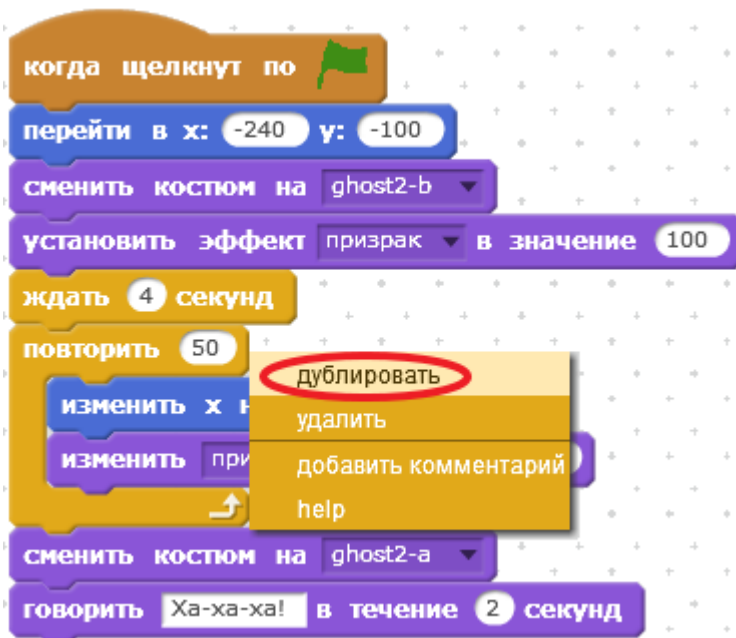 когда щелкнут по
перейти в x: -240 y: -100
сменить костюм на ghost2-b
установить эффект призрак в значение 100
ждать 4 секунд
повторить 50
дублировать
изменить x
удалить
изменить
добавить комментарий
help
сменить костюм на ghost2-a
говорить Ха-ха-ха! в течение 2 секунд